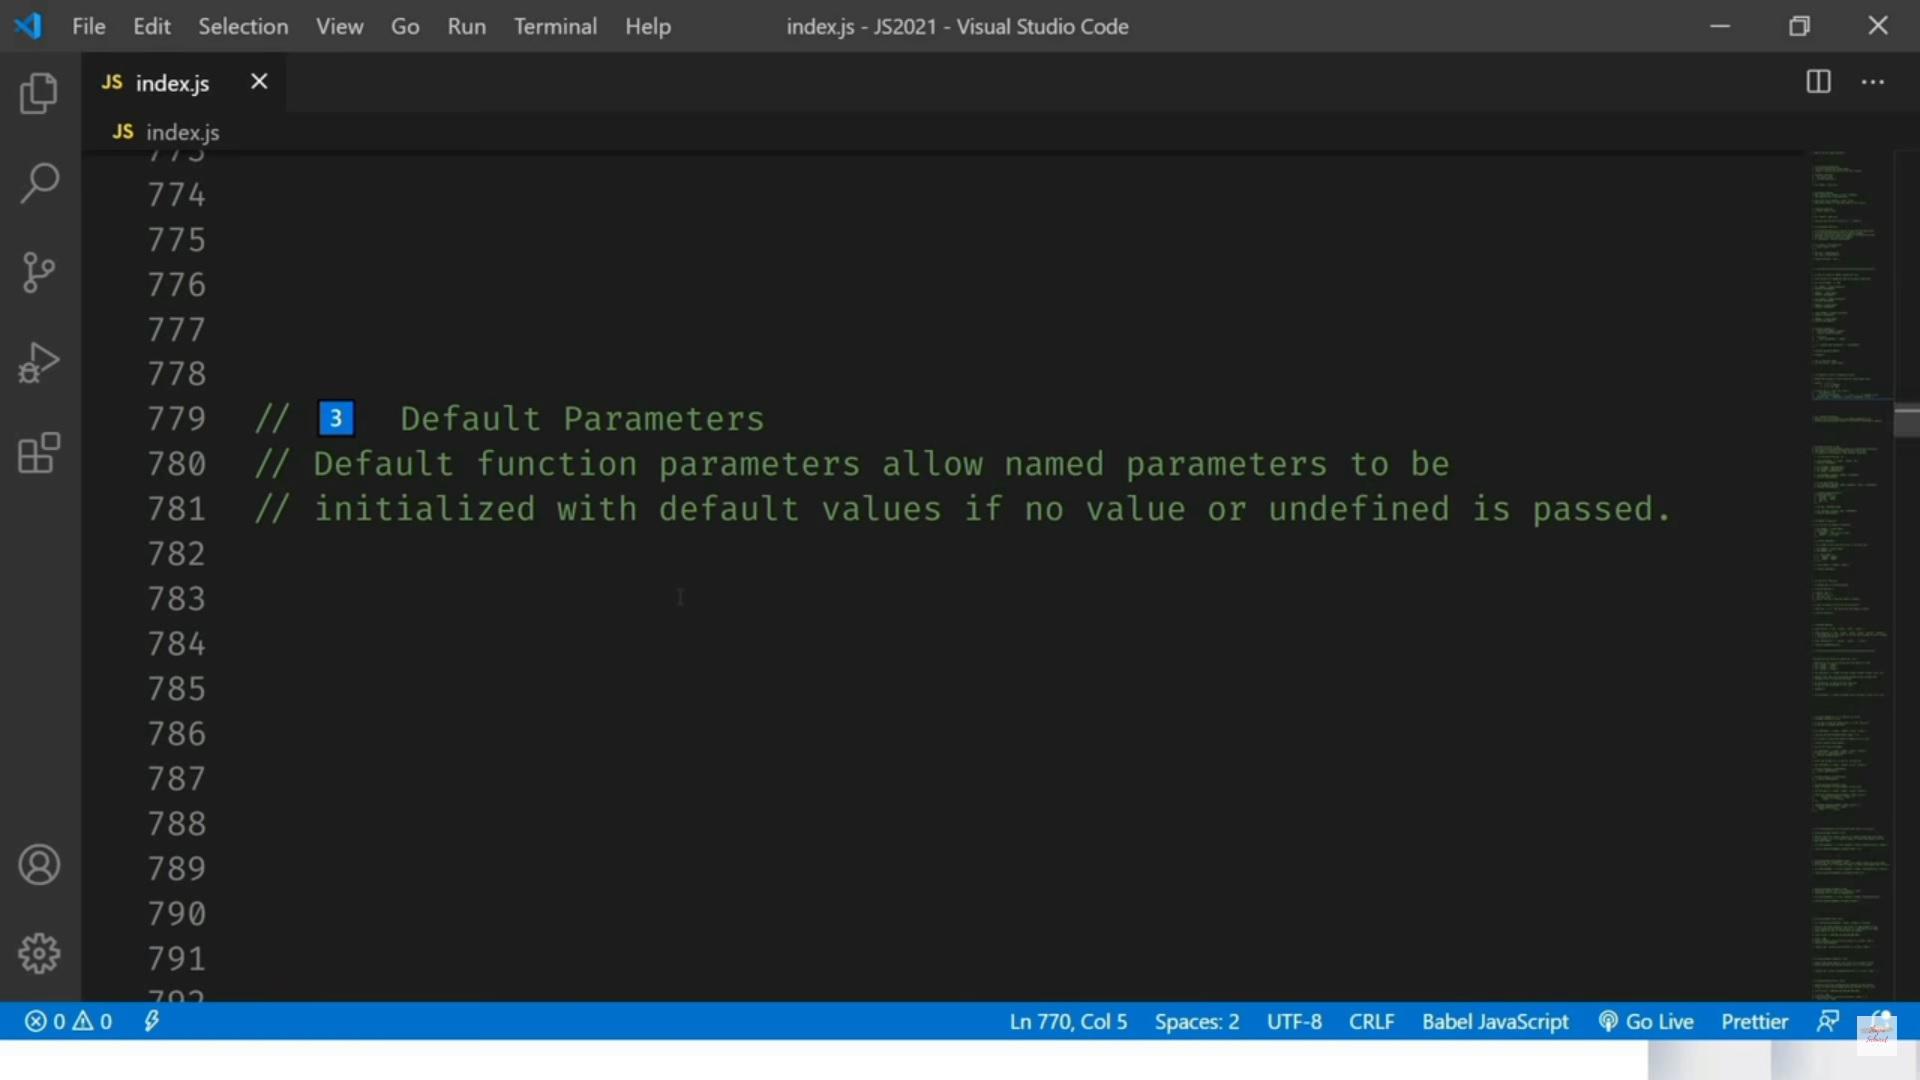 File Edit Selection View Go Run Terminal Help index.js - JS2021 - Visual Studio Code
JS index.js
JS index.js
773
774
775
776
777
778
779 // 3 Default Parameters
780 // Default function parameters allow named parameters to be
781 // initialized with default values if no value or undefined is passed.
782
783
784
785
786
787
788
789
790
791
792
0 0 Ln 770, Col 5 Spaces: 2 UTF-8 CRLF Babel JavaScript Go Live Prettier